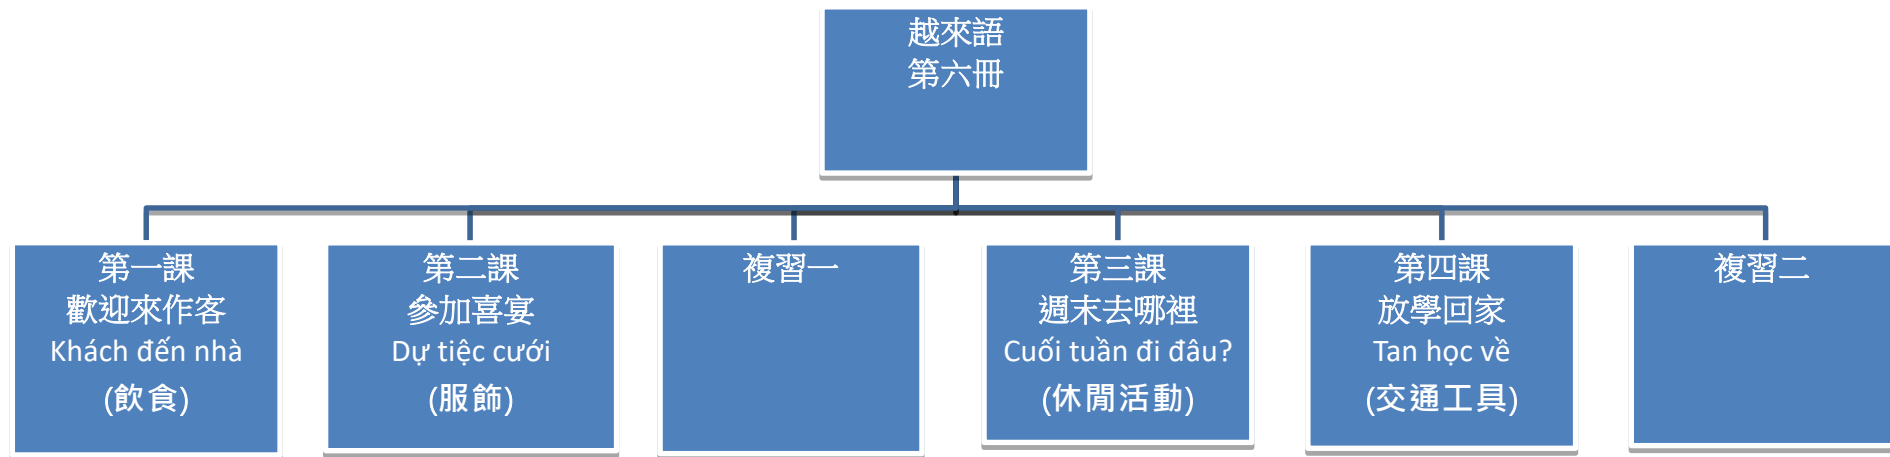 越來語
第六冊
第一課
歡迎來作客
Khách đến nhà
(飲食)
第二課
參加喜宴
Dự tiệc cưới
(服飾)
複習一
第三課
週末去哪裡
Cuối tuần đi đâu?
(休閒活動)
第四課
放學回家
Tan học về
(交通工具)
複習二